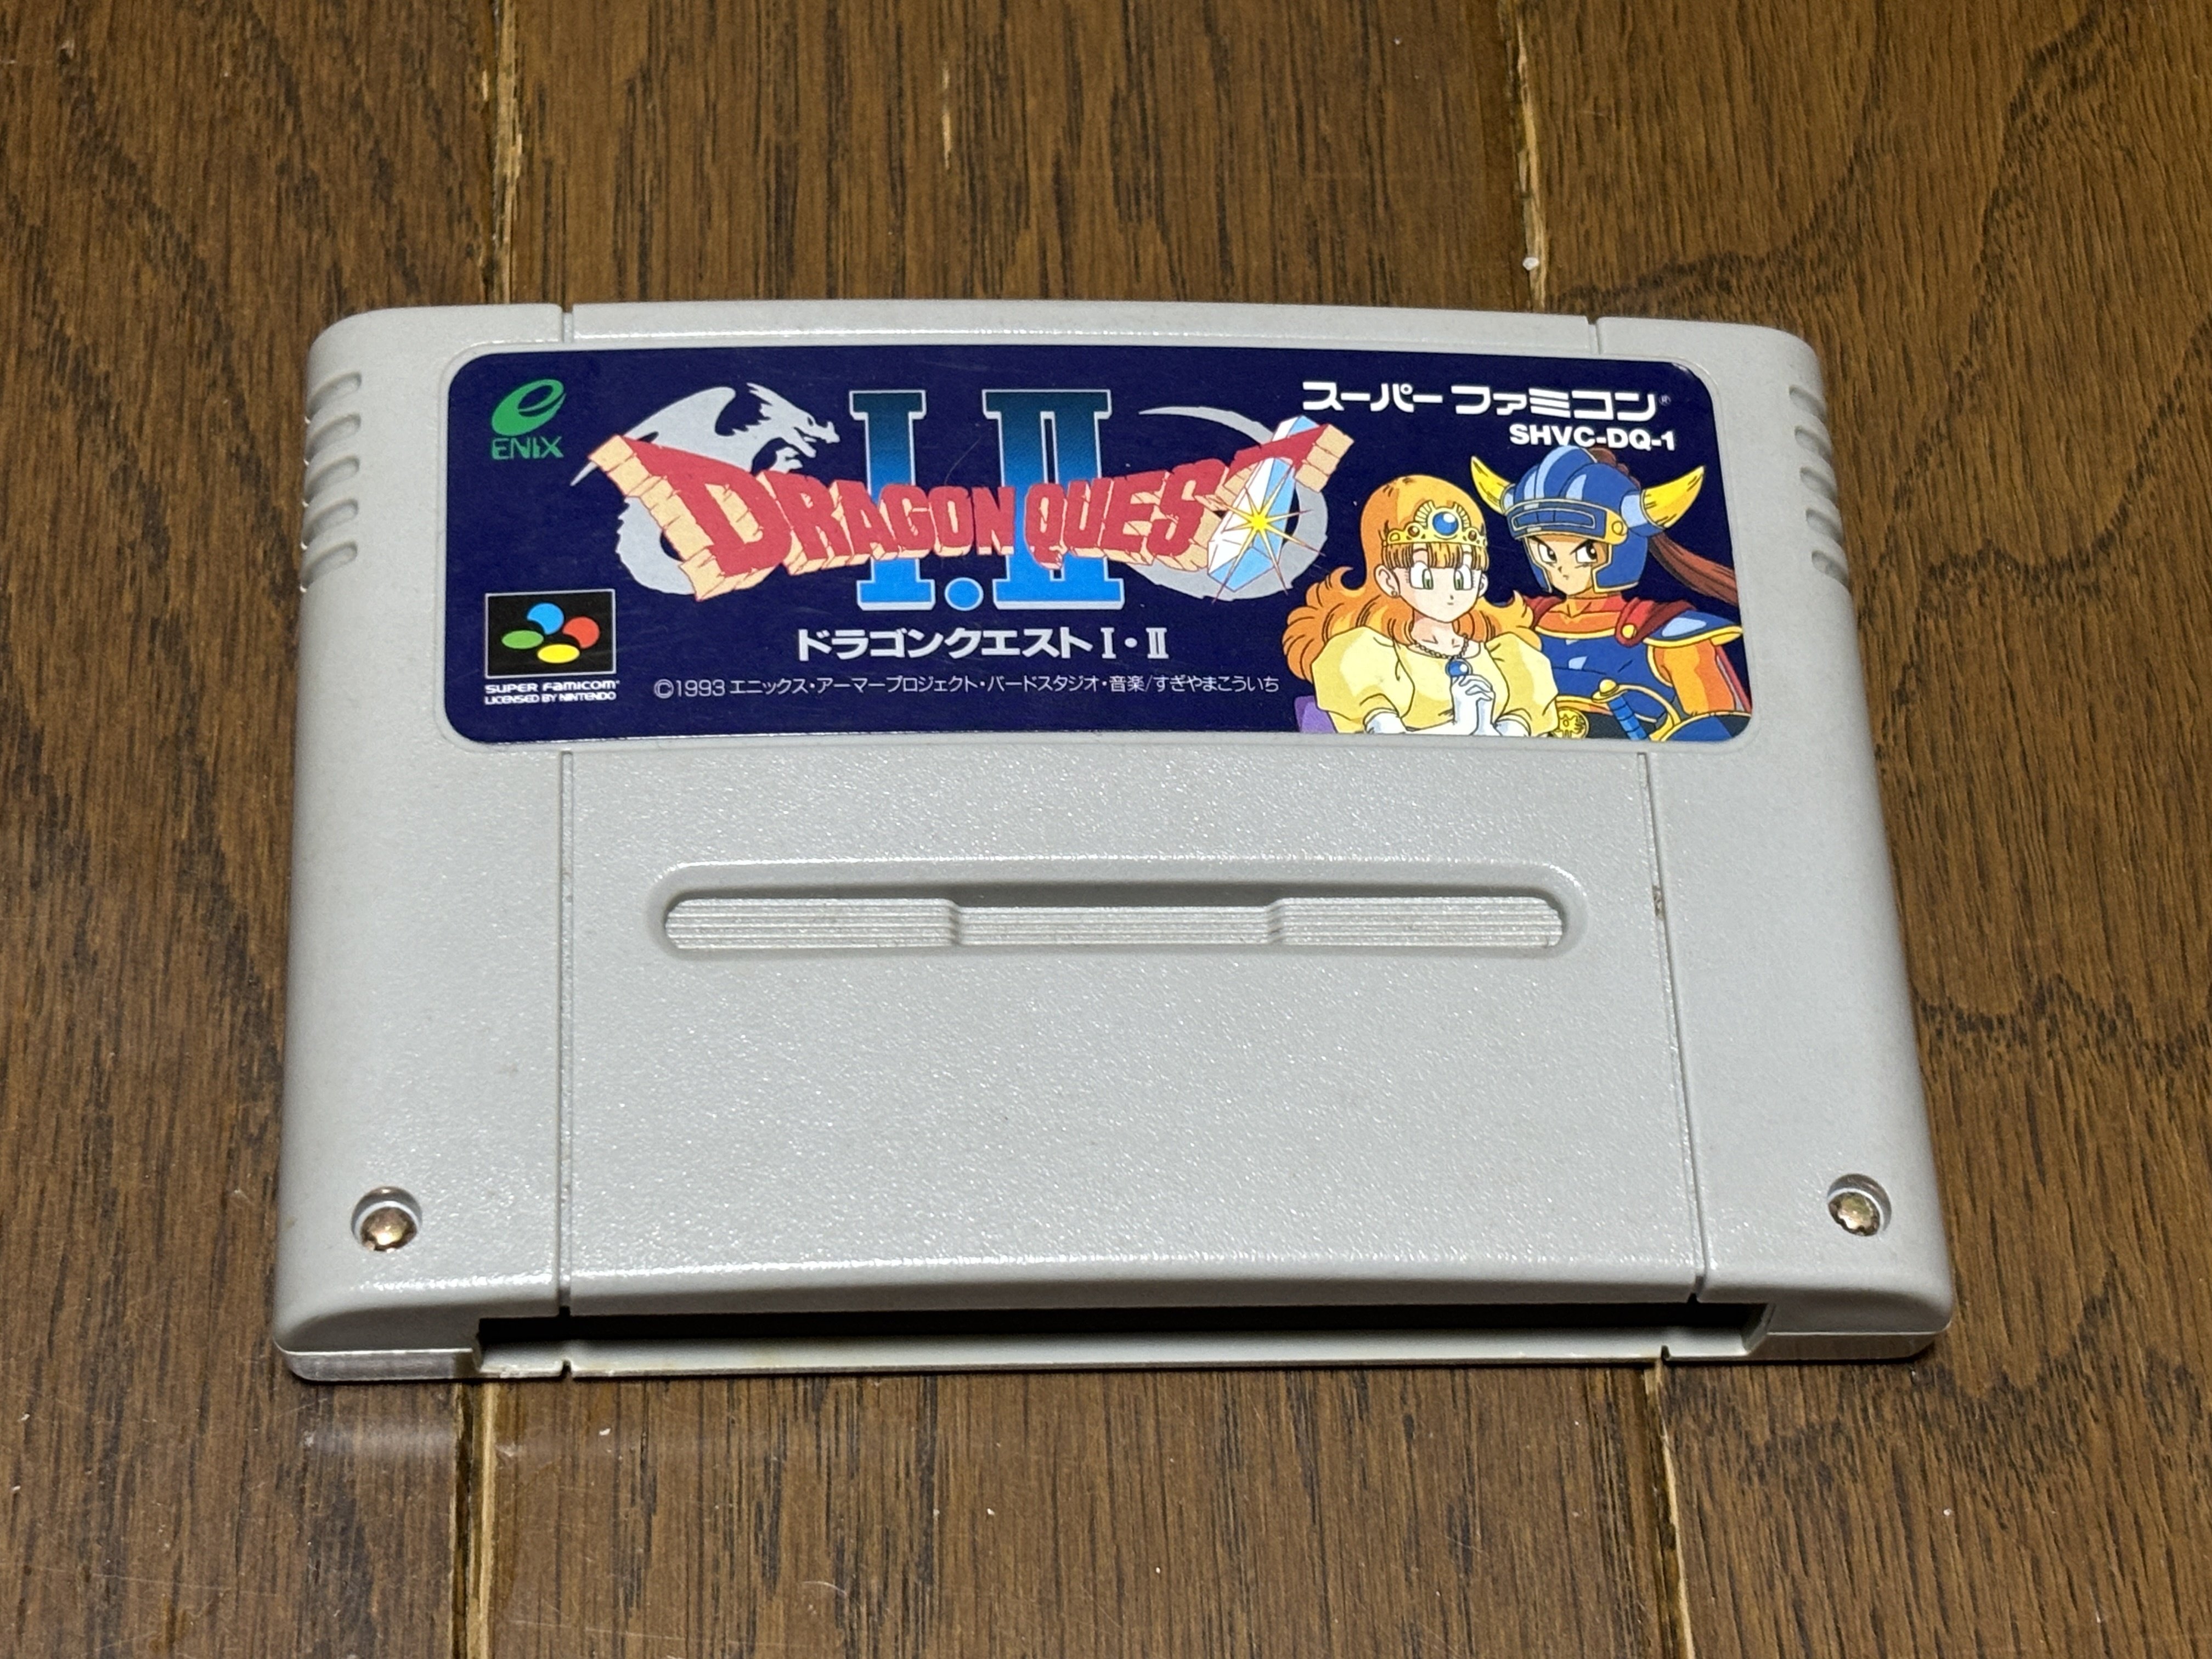 ENIX
I・II
DRAGON QUEST
スーパーファミコン®
SHVC-DQ-1
ドラゴンクエストⅠ・Ⅱ
©1993 エニックス・アーマープロジェクト・バードスタジオ・音楽/すぎやまこういち
SUPER FAMICOM
LICENSED BY NINTENDO